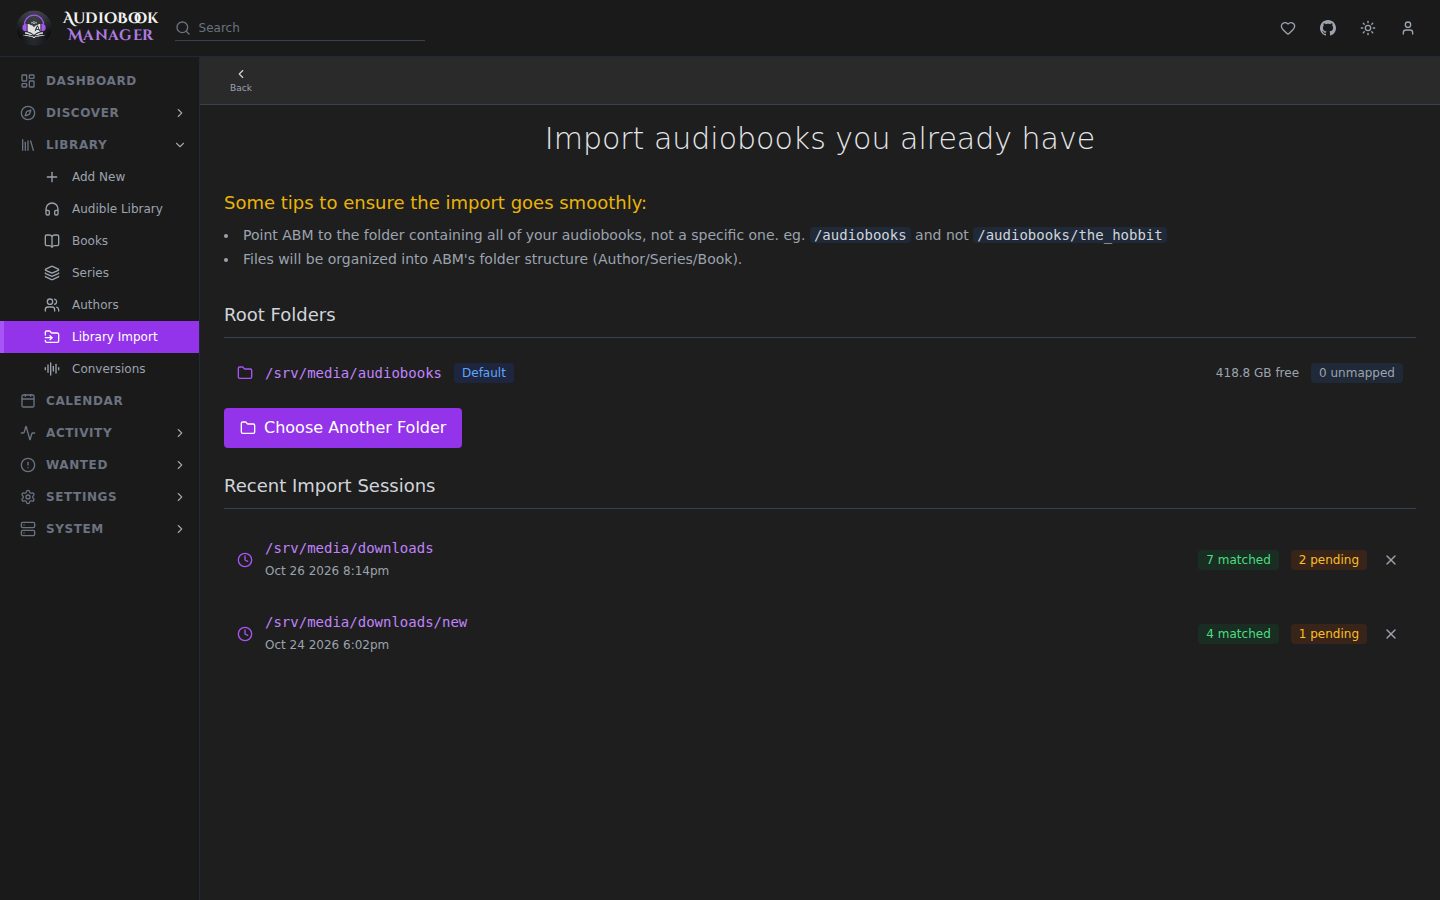 AUDIOBOOK
MANAGER
Search
Back
DASHBOARD
DISCOVER
LIBRARY
Add New
Audible Library
Books
Series
Authors
Library Import
Conversions
CALENDAR
ACTIVITY
WANTED
SETTINGS
SYSTEM
Import audiobooks you already have
Some tips to ensure the import goes smoothly:
• Point ABM to the folder containing all of your audiobooks, not a specific one. eg. /audiobooks and not /audiobooks/the_hobbit
• Files will be organized into ABM's folder structure (Author/Series/Book).
Root Folders
/srv/media/audiobooks Default 418.8 GB free 0 unmapped
Choose Another Folder
Recent Import Sessions
/srv/media/downloads
Oct 26 2026 8:14pm
7 matched 2 pending
/srv/media/downloads/new
Oct 24 2026 6:02pm
4 matched 1 pending